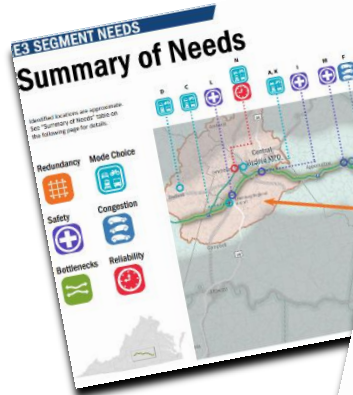 E3 SEGMENT NEEDS
Summary of Needs
Identified locations are approximate.
See "Summary of Needs" table on
the following page for details.
D C L N A,K I M F
Redundancy Mode Choice
Safety Congestion
Bottlenecks Reliability
Central
Virginia MPO